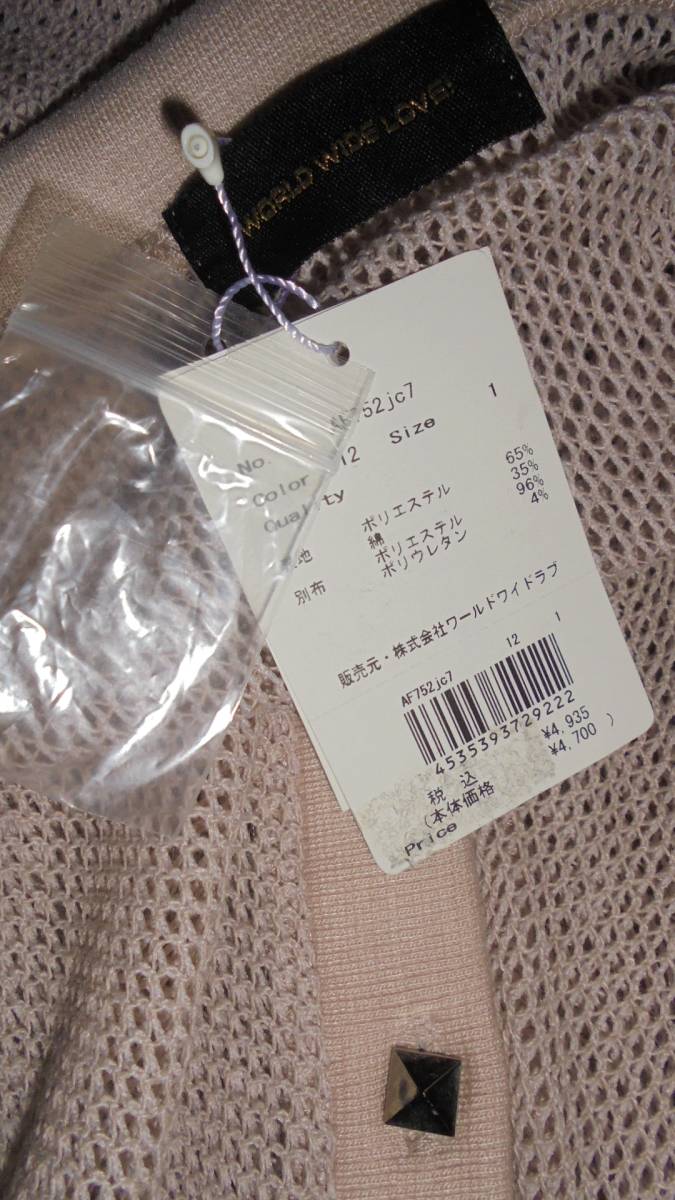 WORLD WIDE LOVE!
No. AF752jc7
Color 12 Size 1
Quality
地 ポリエステル 65%
綿 35%
別布 ポリエステル 96%
ポリウレタン 4%
販売元・株式会社ワールドワイドラブ
AF752jc7 12 1
4535393729222
税込 ¥4,935
(本体価格 ¥4,700 )
Price